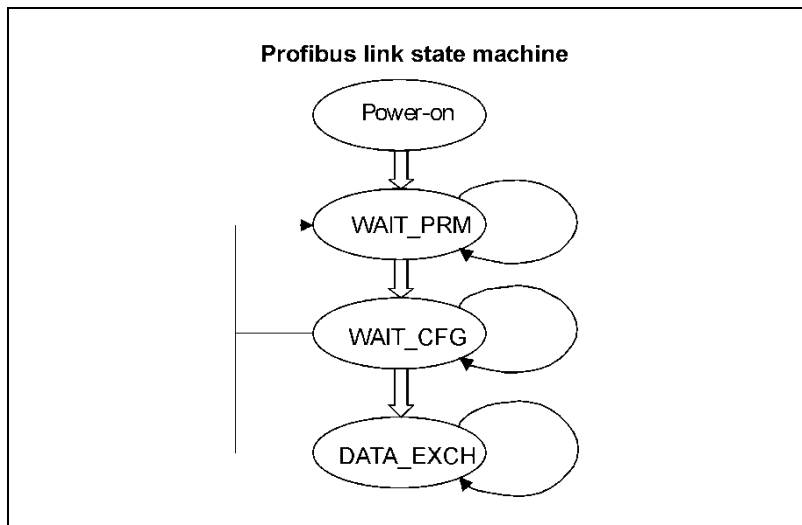 Profibus link state machine
Power-on
WAIT_PRM
WAIT_CFG
DATA_EXCH